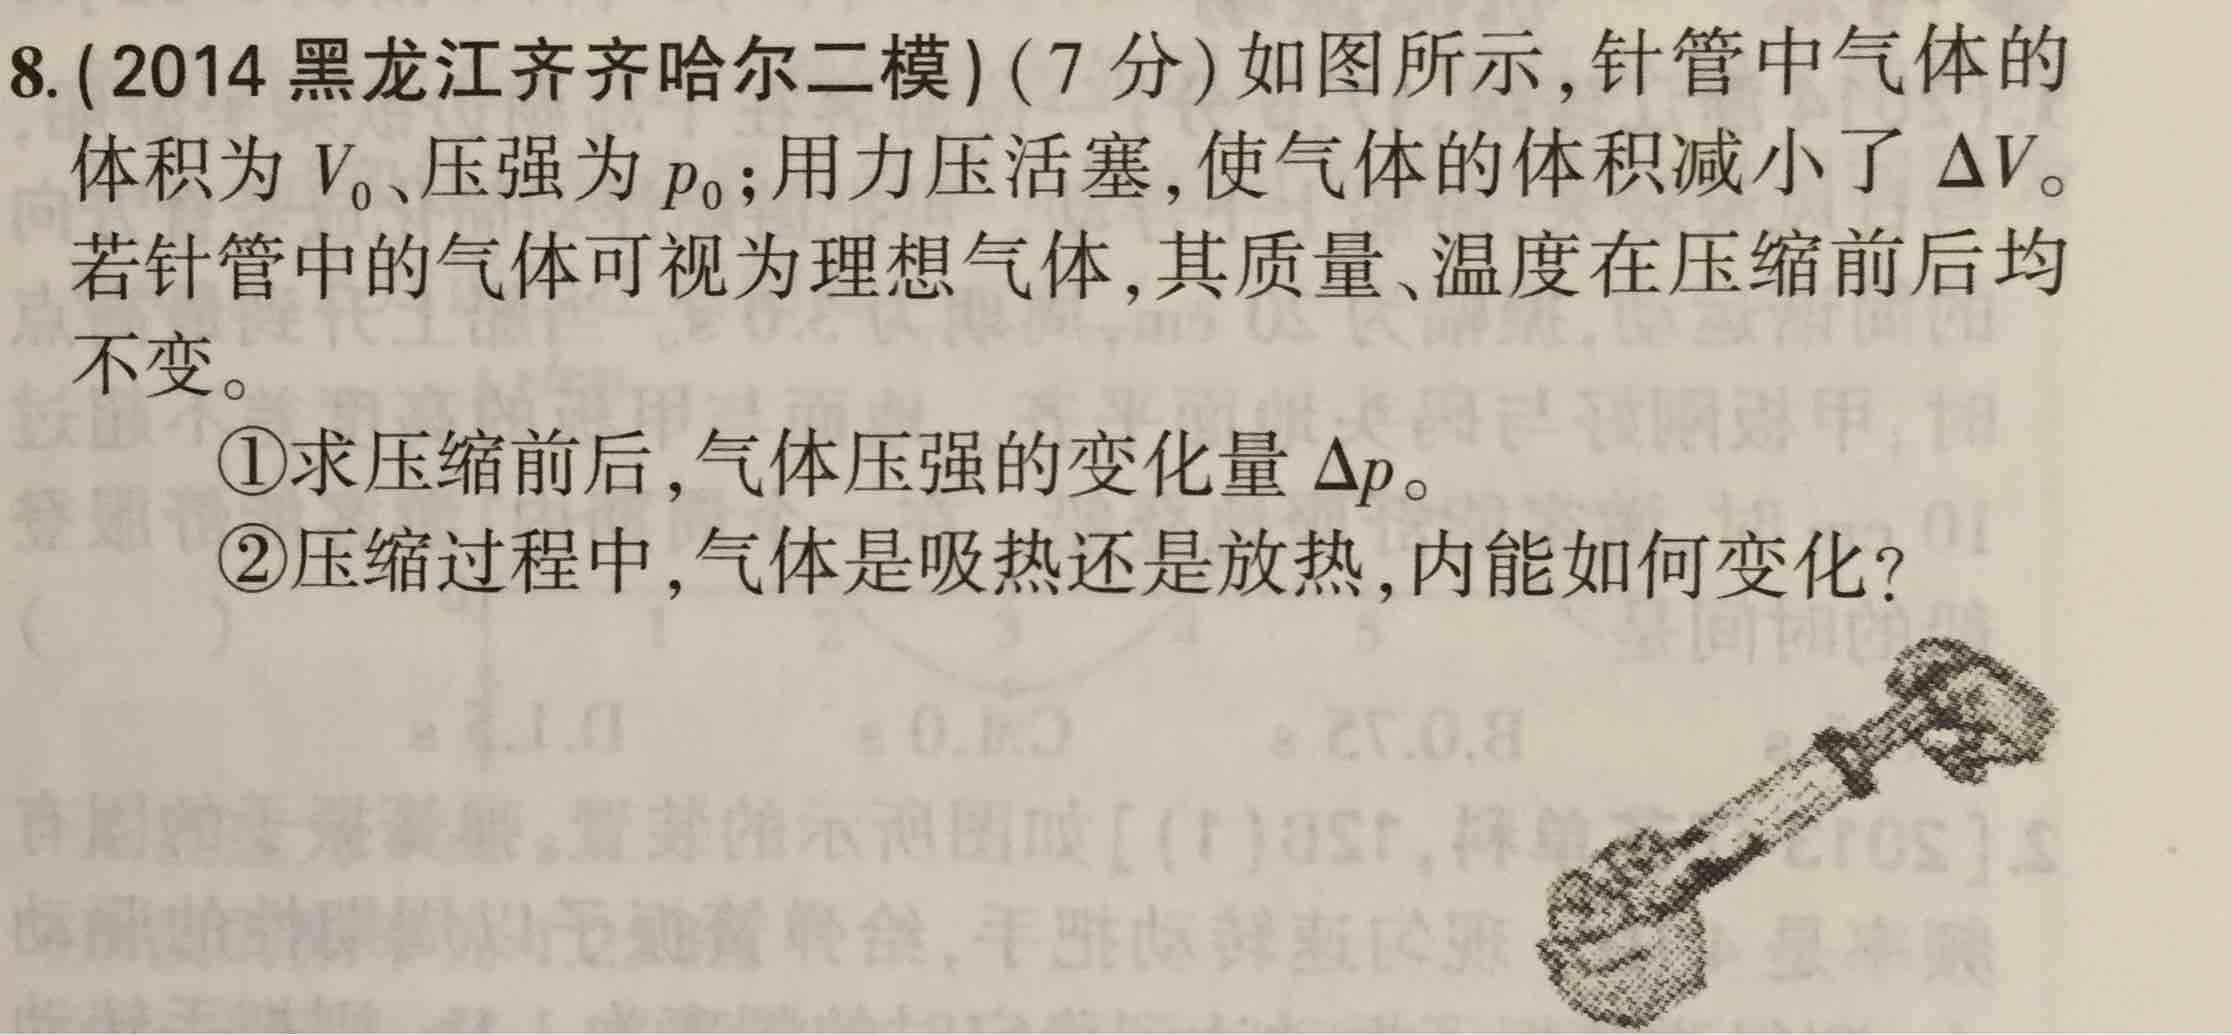 8.(2014 黑龙江齐齐哈尔二模)(7 分)如图所示,针管中气体的
体积为 V₀、压强为 p₀;用力压活塞,使气体的体积减小了 ΔV。
若针管中的气体可视为理想气体,其质量、温度在压缩前后均
不变。
①求压缩前后,气体压强的变化量 Δp。
②压缩过程中,气体是吸热还是放热,内能如何变化?